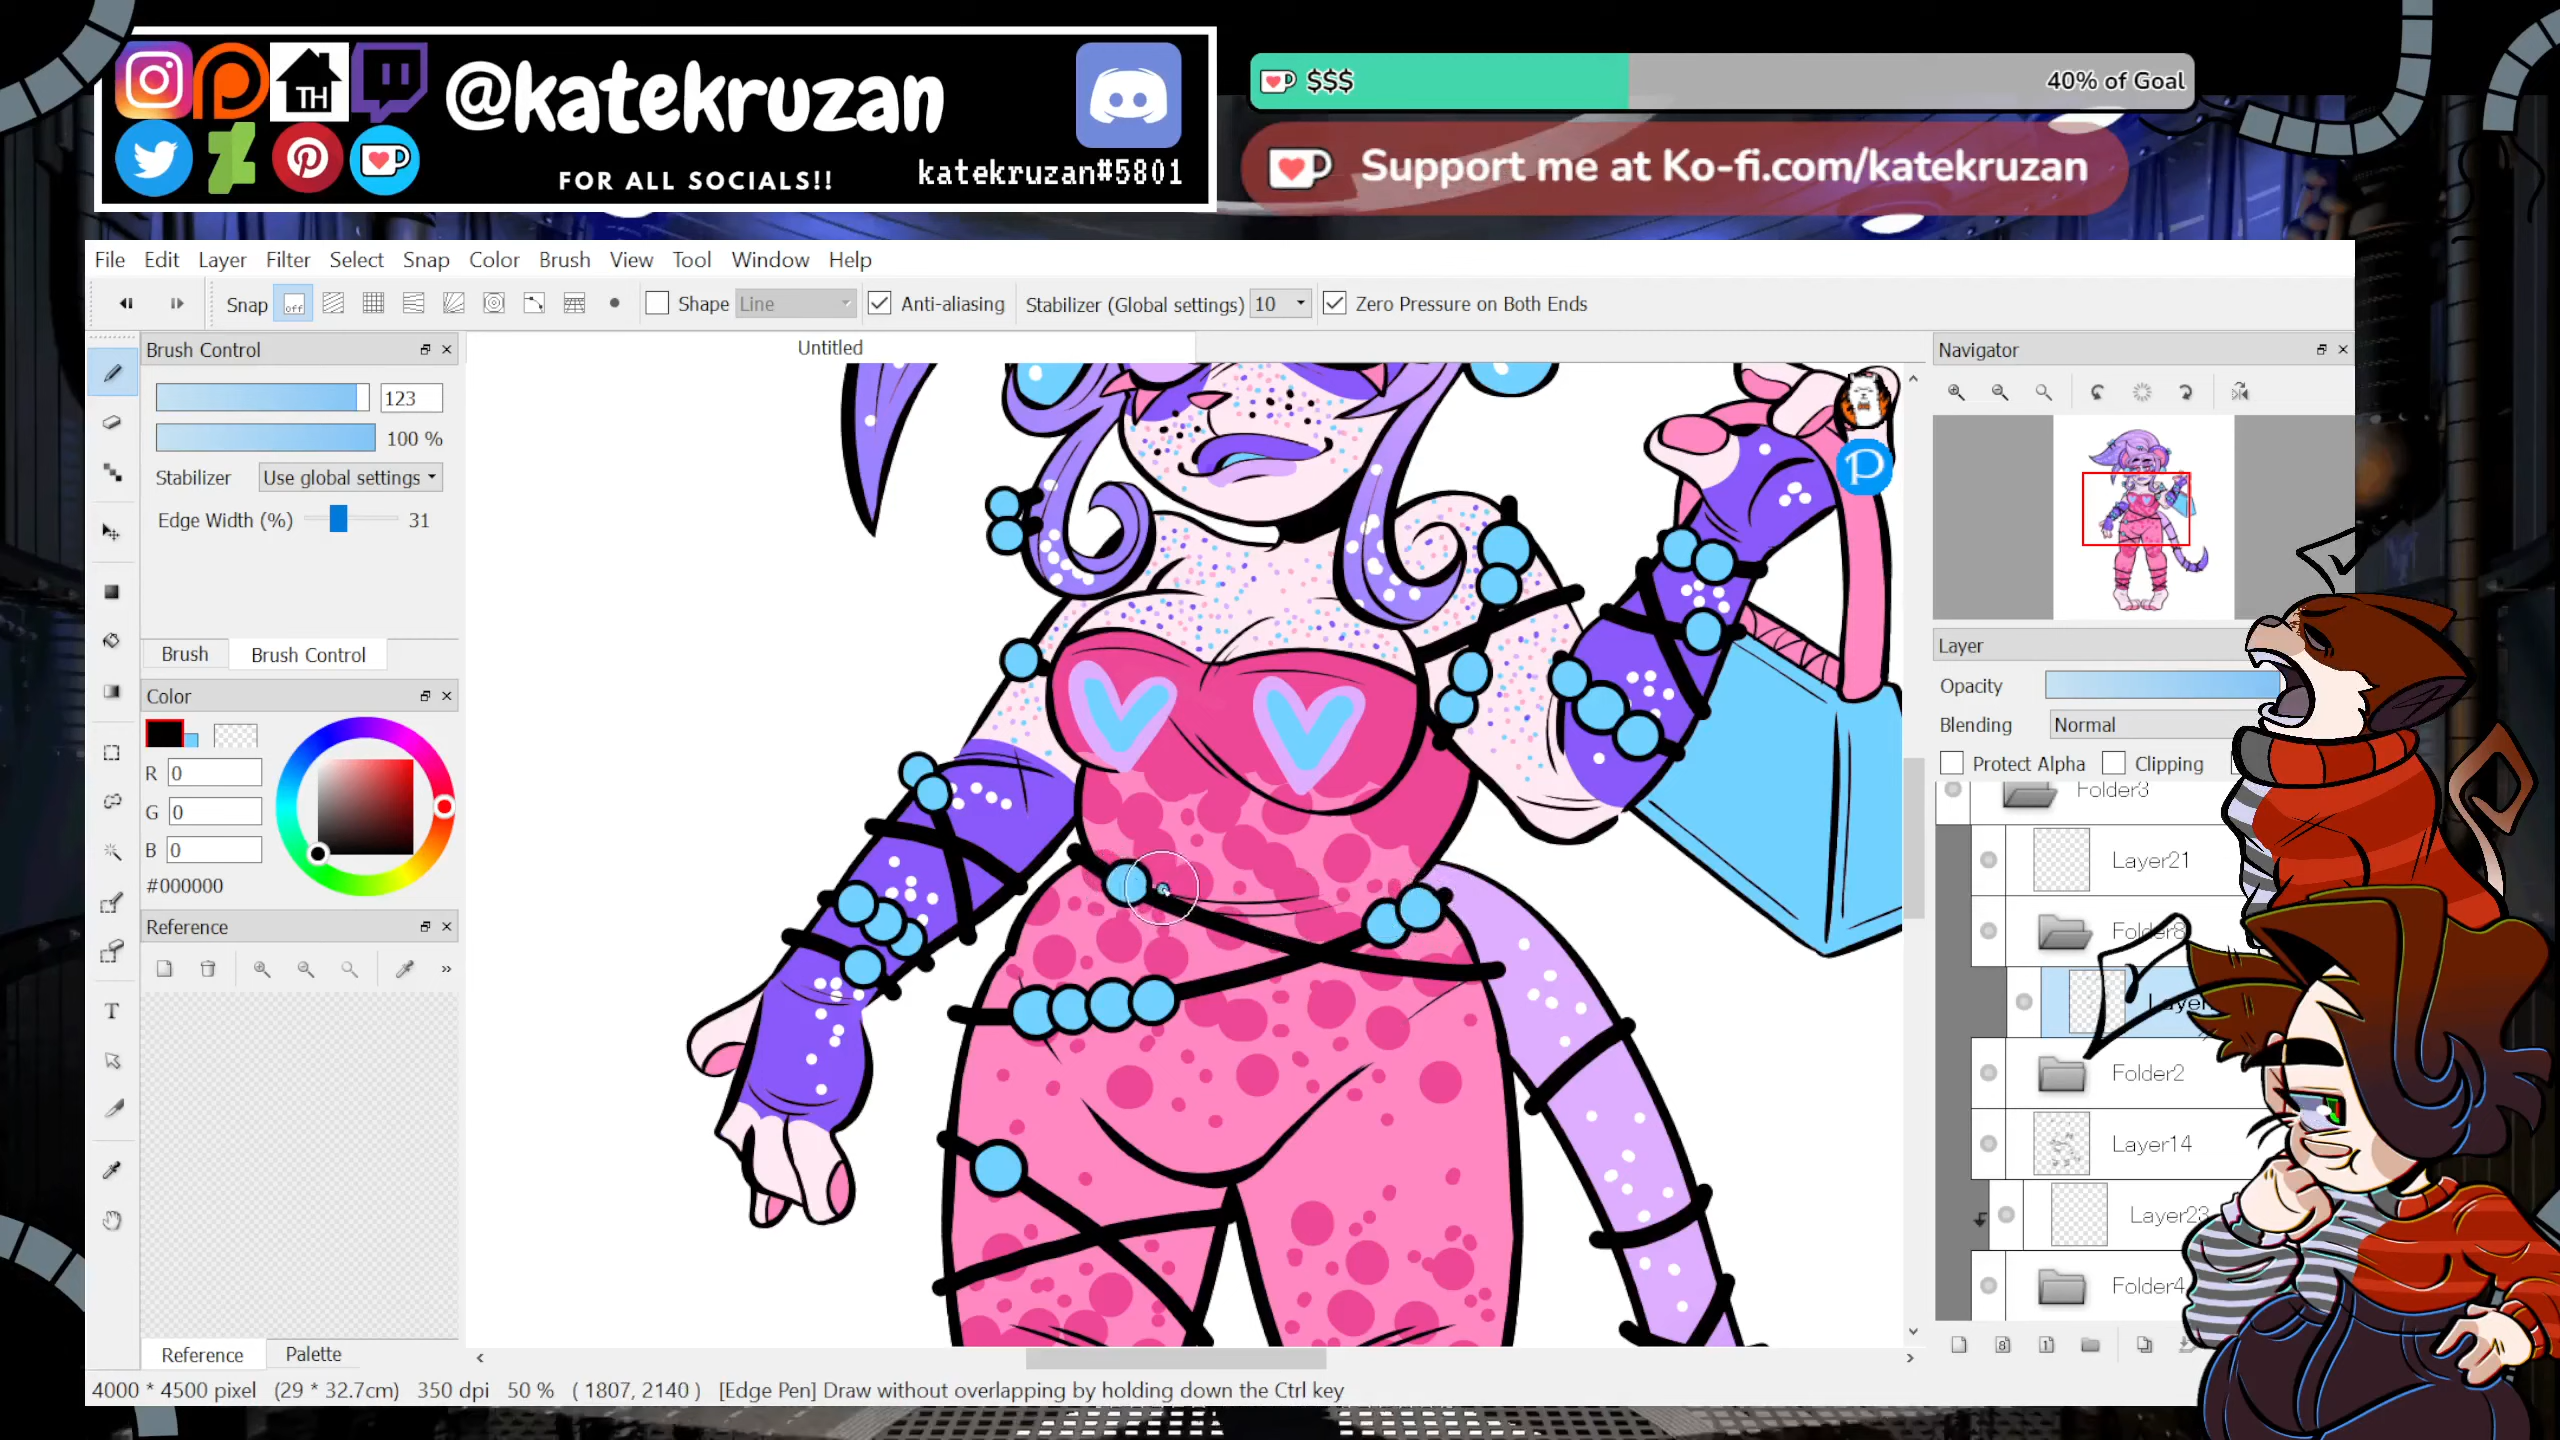 TH
@katekruzan
FOR ALL SOCIALS!!
katekruzan#5801
$$$
40% of Goal
Support me at Ko-fi.com/katekruzan
File Edit Layer Filter Select Snap Color Brush View Tool Window Help
Snap off Shape Line Anti-aliasing Stabilizer (Global settings) 10 Zero Pressure on Both Ends
Brush Control
123
100 %
Stabilizer Use global settings
Edge Width (%) 31
Brush Brush Control
Color
R 0
G 0
B 0
#000000
Reference
Reference Palette
Untitled
P
Navigator
Layer
Opacity
Blending Normal
Protect Alpha Clipping
Folder3
Layer21
Folder8
Layer
Folder2
Layer14
Layer23
Folder4
T
4000 * 4500 pixel (29 * 32.7cm) 350 dpi 50 % ( 1807, 2140 ) [Edge Pen] Draw without overlapping by holding down the Ctrl key